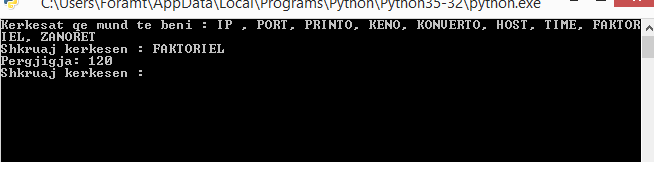 C:\Users\Foramt\AppData\Local\Programs\Python\Python35-32\python.exe
Kerkesat qe mund te beni : IP , PORT, PRINTO, KENO, KONVERTO, HOST, TIME, FAKTOR
IEL, ZANORET
Shkruaj kerkesen : FAKTORIEL
Pergjigja: 120
Shkruaj kerkesen :